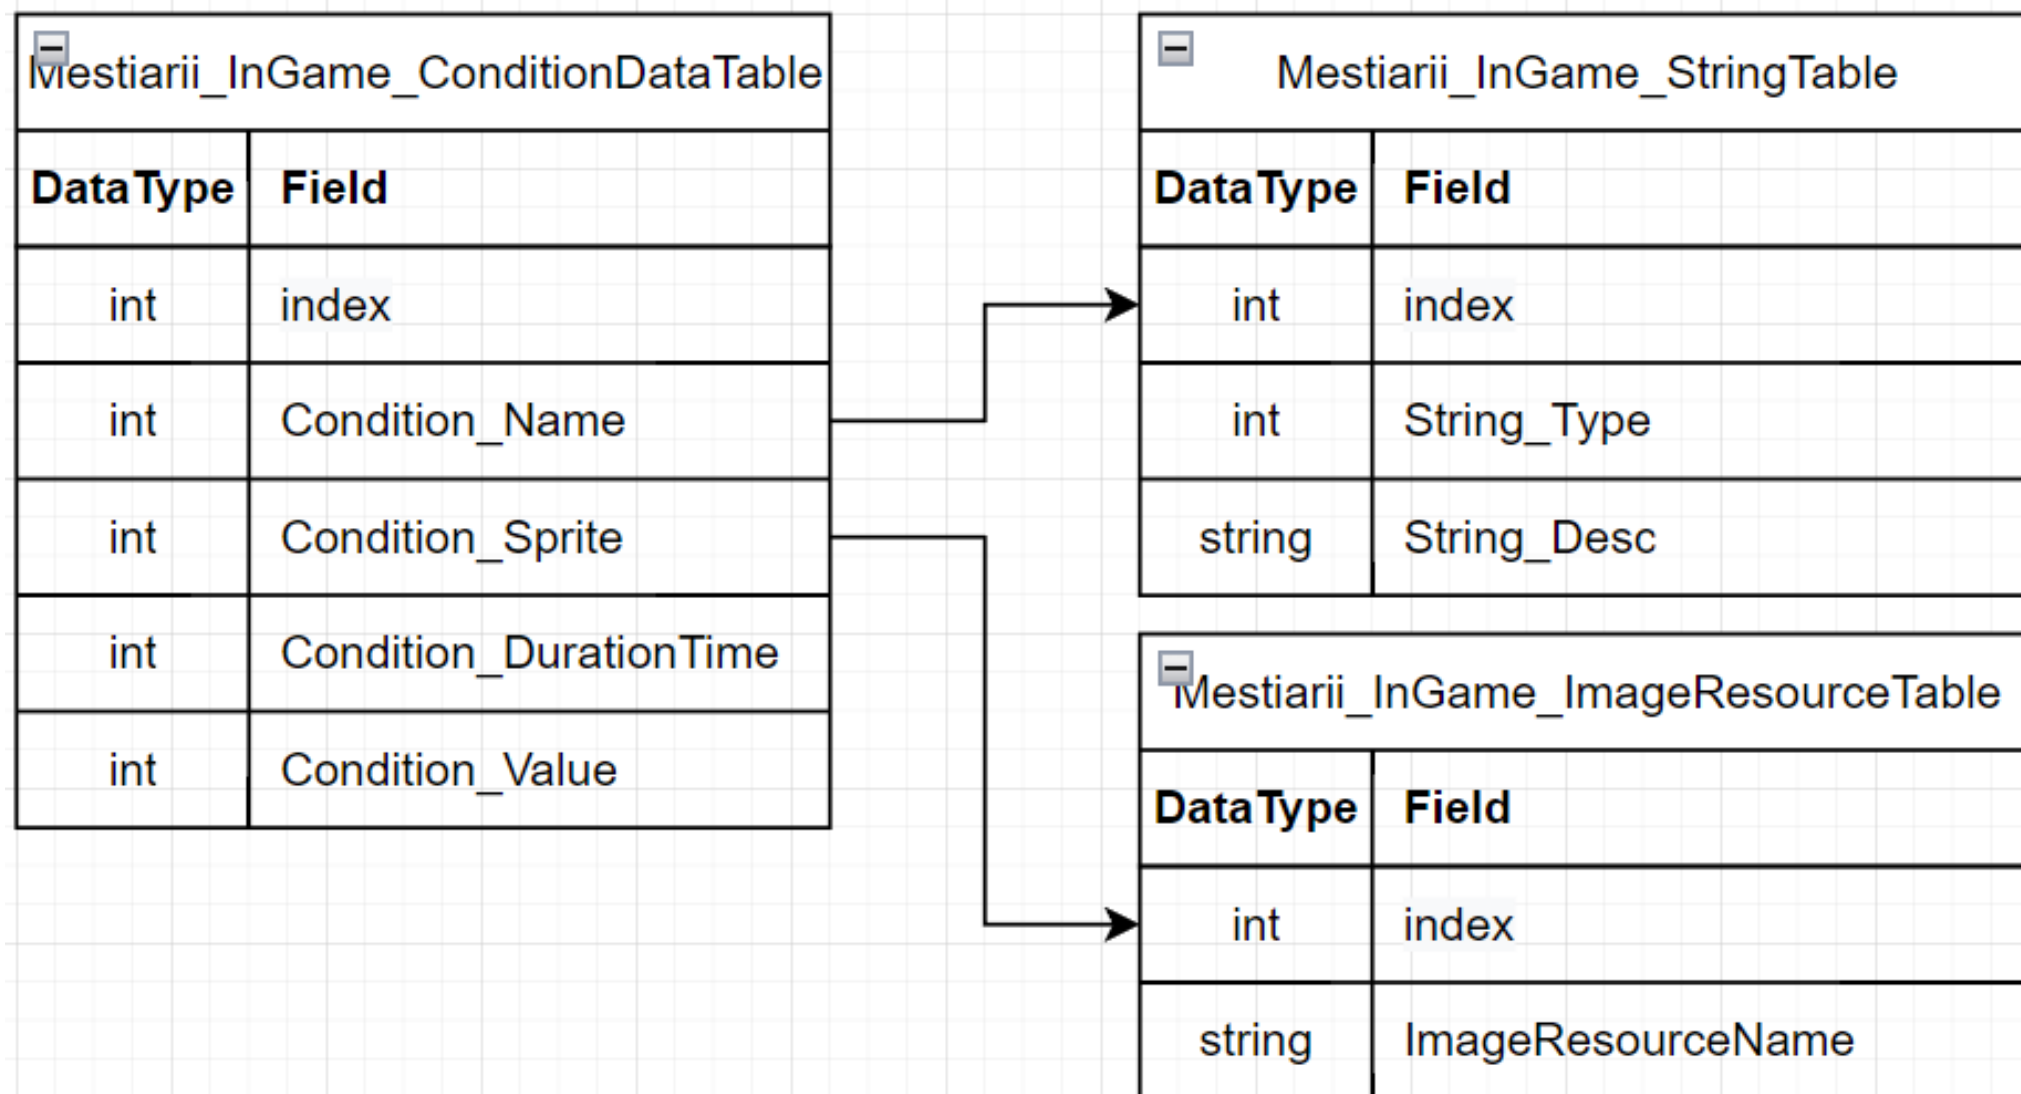 Mestiarii_InGame_ConditionDataTable
DataType Field
int index
int Condition_Name
int Condition_Sprite
int Condition_DurationTime
int Condition_Value
Mestiarii_InGame_StringTable
DataType Field
int index
int String_Type
string String_Desc
Mestiarii_InGame_ImageResourceTable
DataType Field
int index
string ImageResourceName